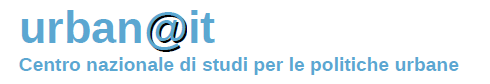 urban@it
Centro nazionale di studi per le politiche urbane